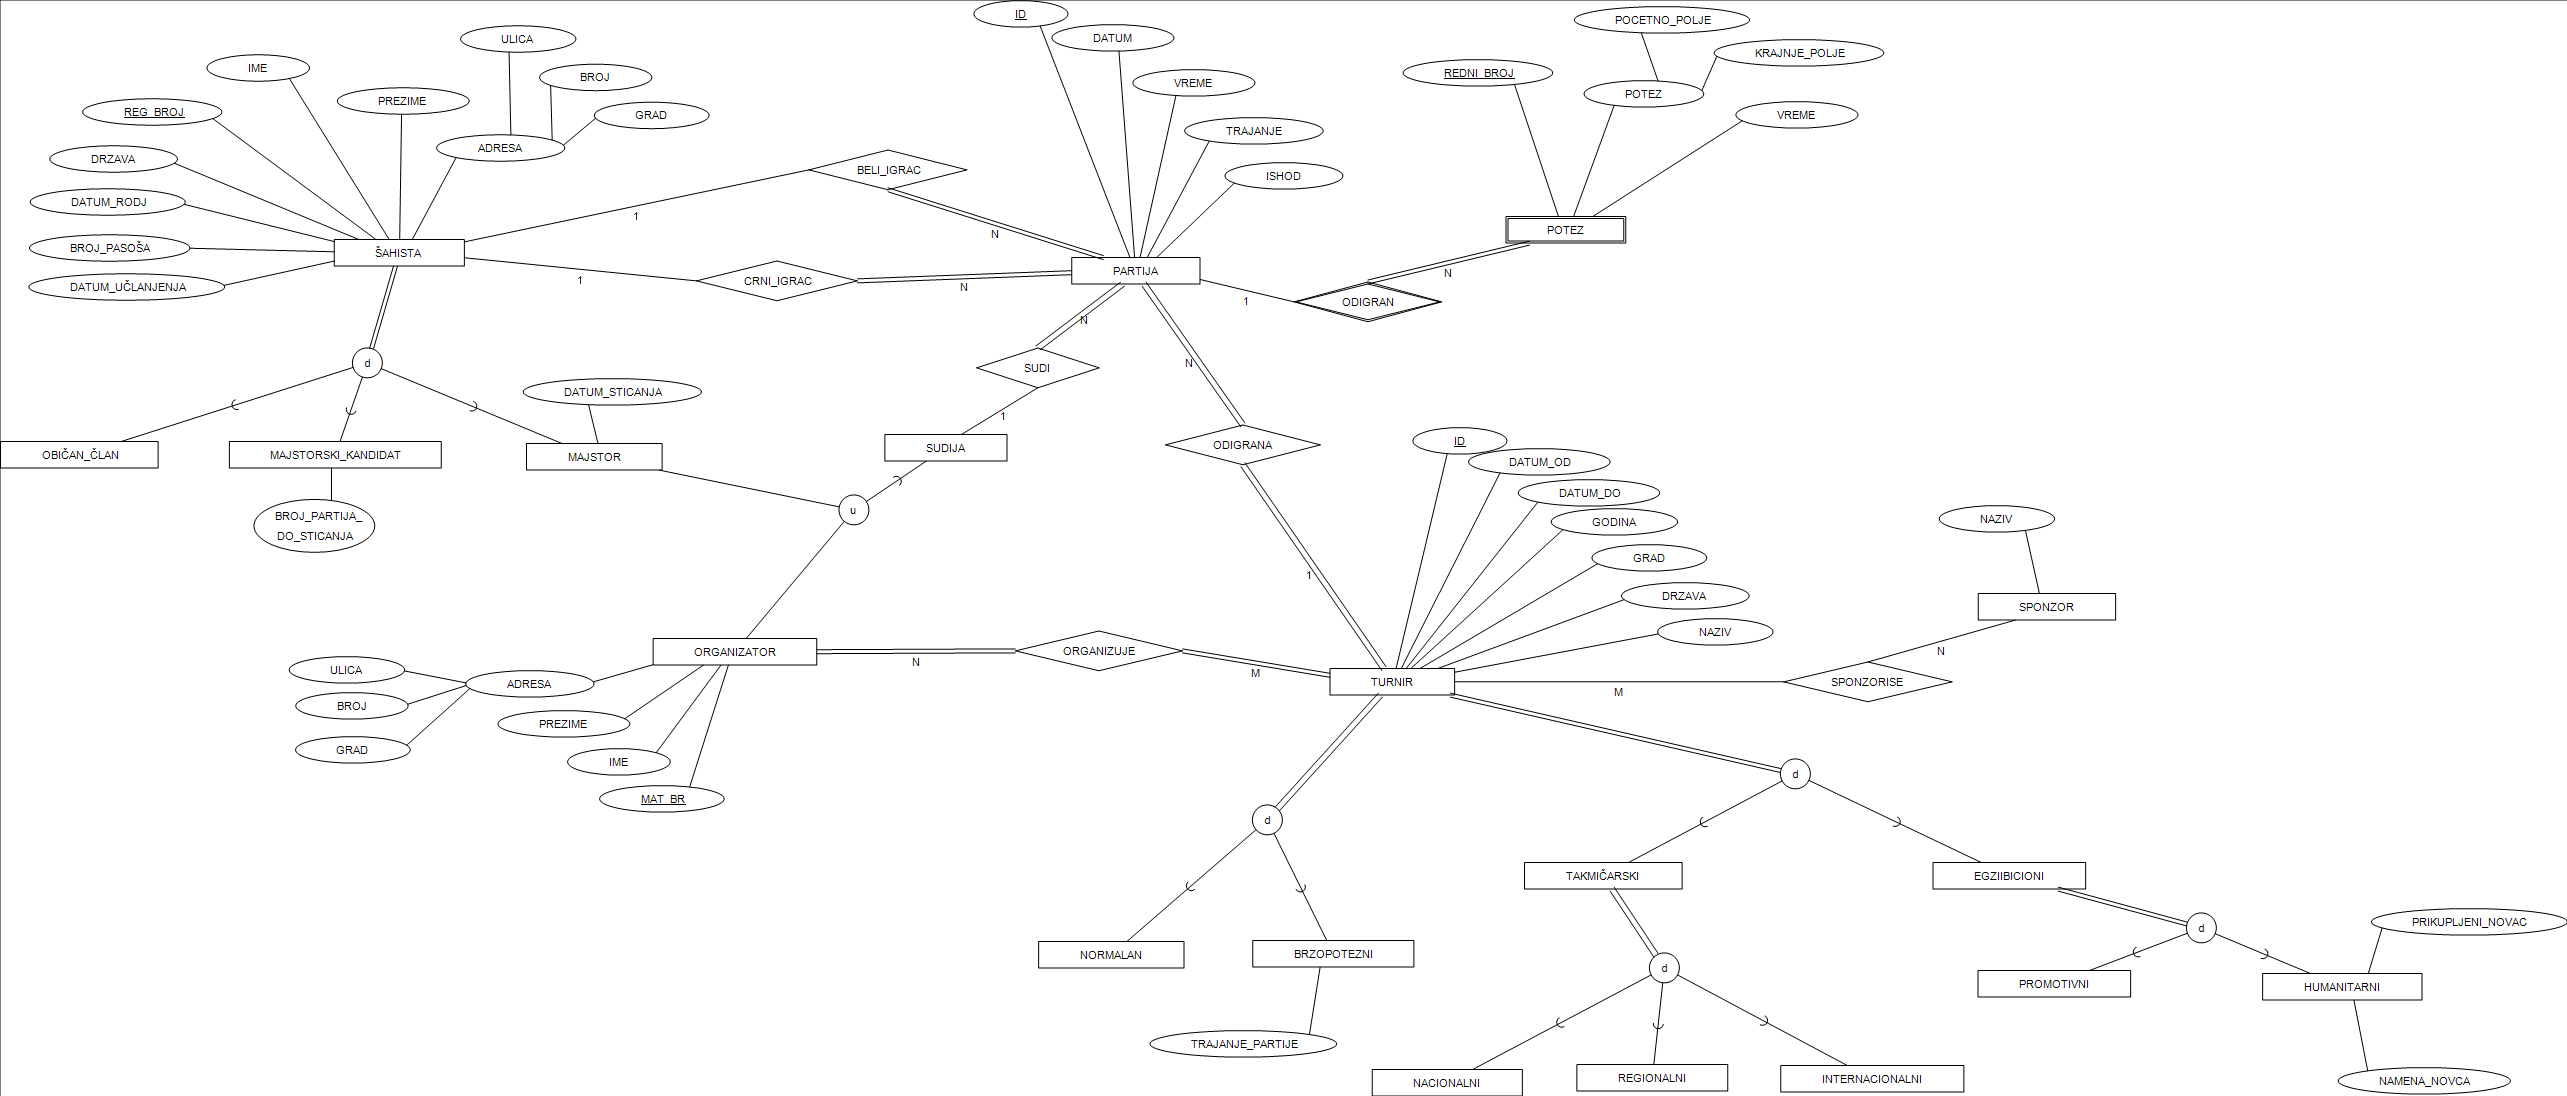 ID
POCETNO_POLJE
DATUM
ULICA
KRAJNJE_POLJE
IME
REDNI_BROJ
BROJ
VREME
POTEZ
PREZIME
REG_BROJ
GRAD
VREME
TRAJANJE
ADRESA
DRZAVA
BELI_IGRAC
ISHOD
DATUM_RODJ
1
POTEZ
N
BROJ_PASOŠA
ŠAHISTA
PARTIJA
N
DATUM_UČLANJENJA
1
CRNI_IGRAC
N
1
ODIGRAN
N
d
SUDI
N
DATUM_STICANJA
1
OBIČAN_ČLAN
MAJSTORSKI_KANDIDAT
MAJSTOR
SUDIJA
ODIGRANA
ID
DATUM_OD
DATUM_DO
BROJ_PARTIJA_
DO_STICANJA
u
GODINA
NAZIV
GRAD
1
DRZAVA
SPONZOR
NAZIV
ORGANIZATOR
N
ORGANIZUJE
M
N
ULICA
ADRESA
TURNIR
M
SPONZORISE
BROJ
PREZIME
GRAD
IME
MAT_BR
d
d
TAKMIČARSKI
EGZIIBICIONI
PRIKUPLJENI_NOVAC
d
NORMALAN
BRZOPOTEZNI
d
PROMOTIVNI
HUMANITARNI
TRAJANJE_PARTIJE
NACIONALNI
REGIONALNI
INTERNACIONALNI
NAMENA_NOVCA